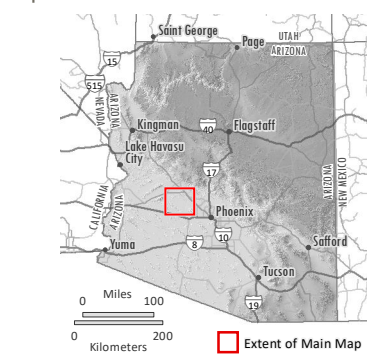 Saint George
Page
UTAH
ARIZONA
15
515
NEVADA
ARIZONA
Kingman
40
Flagstaff
Lake Havasu
City
17
ARIZONA
NEW MEXICO
CALIFORNIA
ARIZONA
Phoenix
Yuma
8
10
Safford
Tucson
19
Miles
0 100
0 200
Kilometers
Extent of Main Map